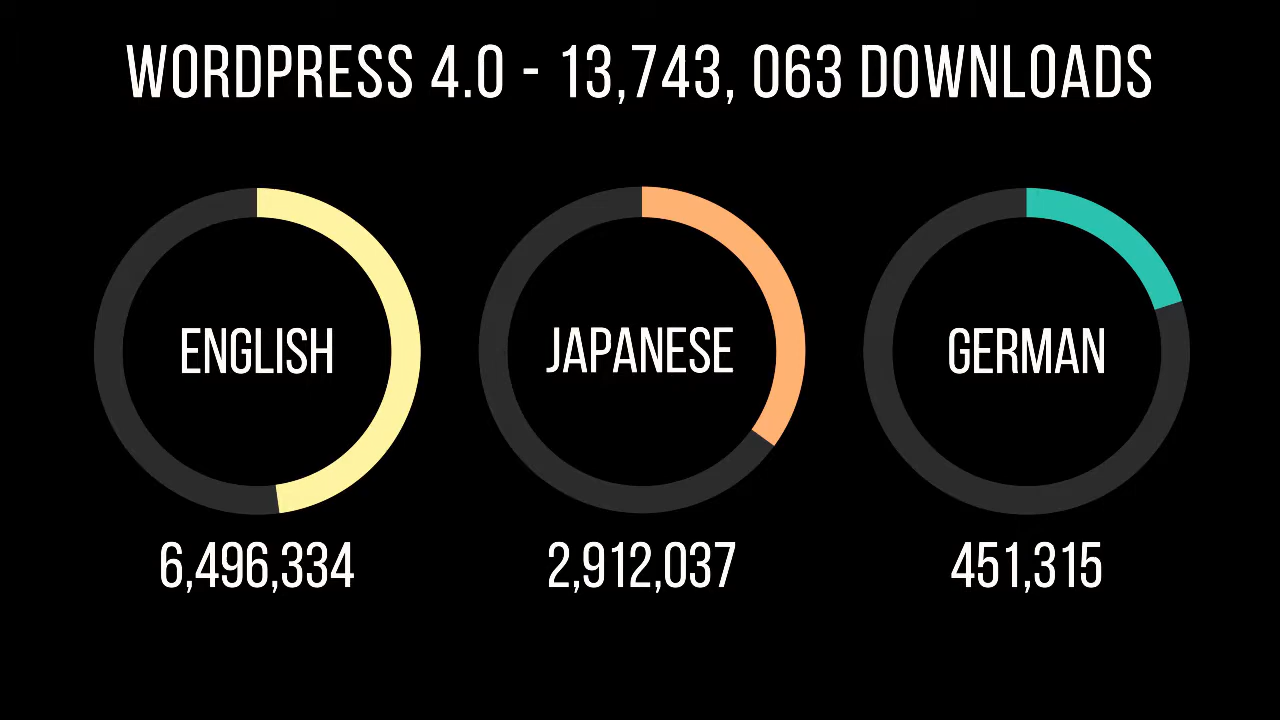 WORDPRESS 4.0 - 13,743, 063 DOWNLOADS
ENGLISH
JAPANESE
GERMAN
6,496,334
2,912,037
451,315